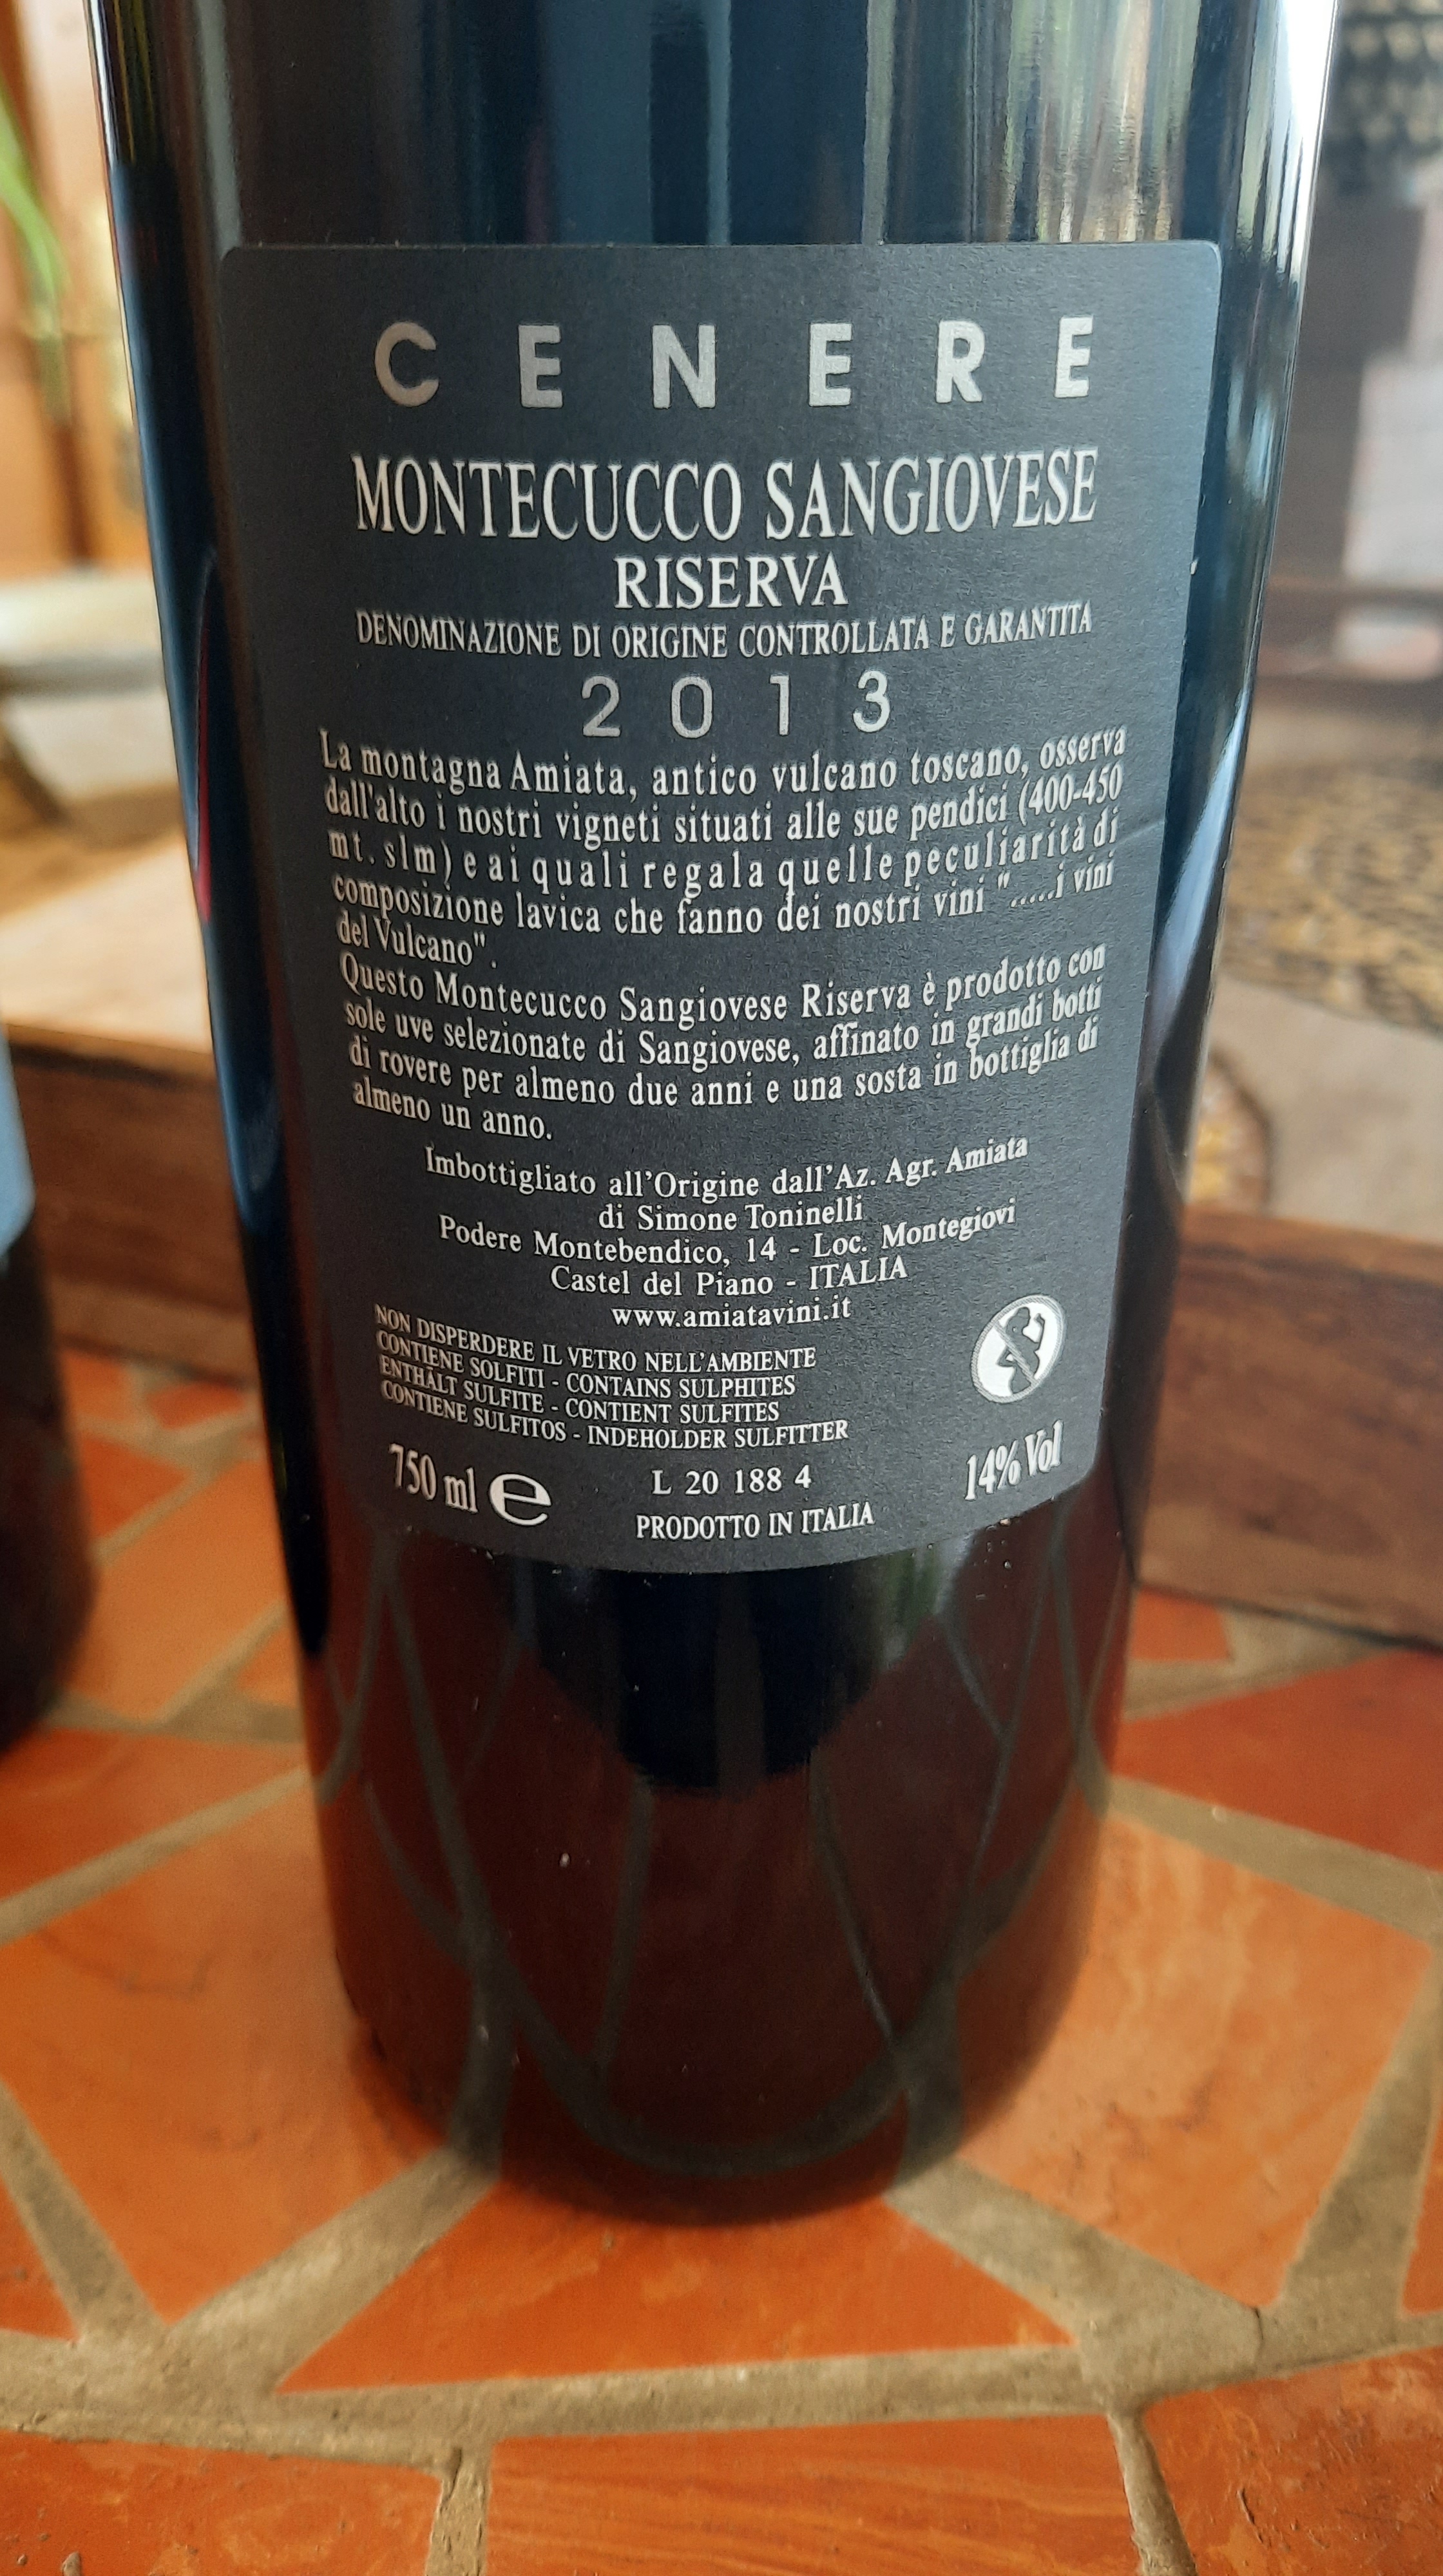 CENERE
MONTECUCCO SANGIOVESE
RISERVA
DENOMINAZIONE DI ORIGINE CONTROLLATA E GARANTITA
2013
La montagna Amiata, antico vulcano toscano, osserva
dall'alto i nostri vigneti situati alle sue pendici (400-450
mt. slm) e ai quali regala quelle peculiarità di
composizione lavica che fanno dei nostri vini ".....i vini
del Vulcano".
Questo Montecucco Sangiovese Riserva è prodotto con
sole uve selezionate di Sangiovese, affinato in grandi botti
di rovere per almeno due anni e una sosta in bottiglia di
almeno un anno.
Imbottigliato all'Origine dall'Az. Agr. Amiata
di Simone Toninelli
Podere Montebendico, 14 - Loc. Montegiovi
Castel del Piano - ITALIA
www.amiatavini.it
NON DISPERDERE IL VETRO NELL'AMBIENTE
CONTIENE SOLFITI - CONTAINS SULPHITES
ENTHÄLT SULFITE - CONTIENT SULFITES
CONTIENE SULFITOS - INDEHOLDER SULFITTER
750 ml e L 20 188 4 14% Vol
PRODOTTO IN ITALIA